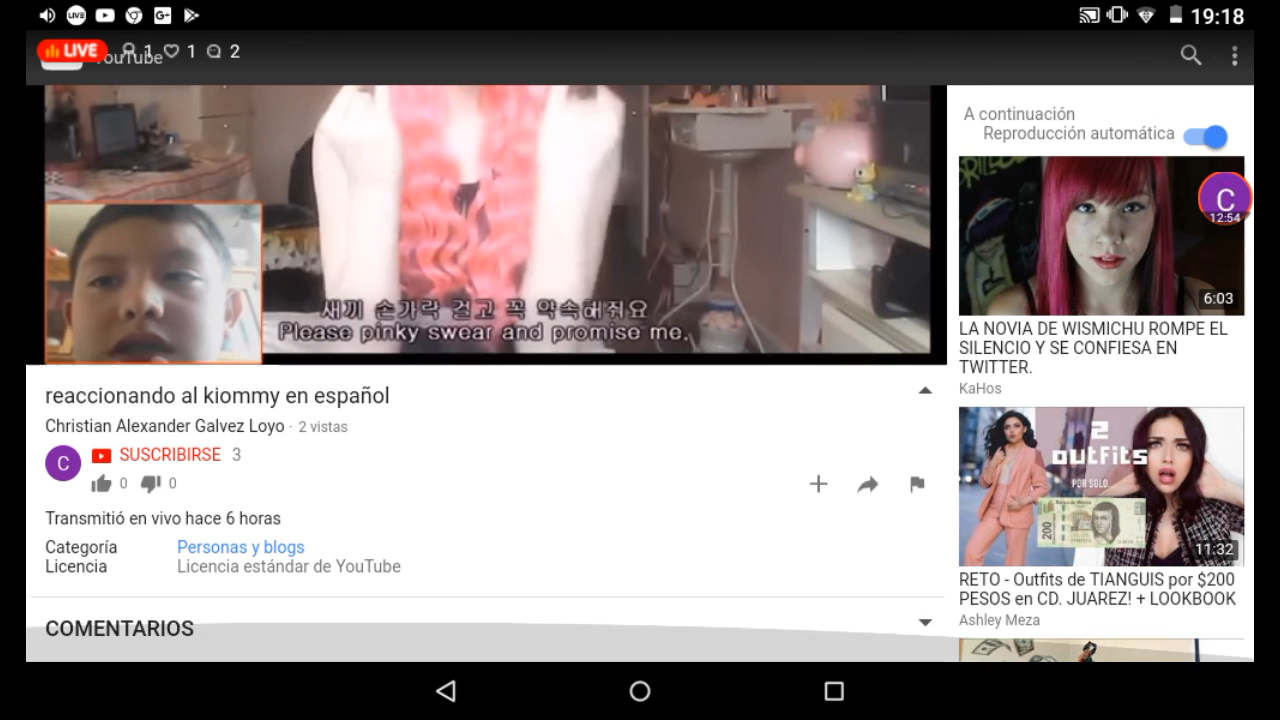 LIVE
19:18
LIVE 1 1 2
YouTube
새끼 손가락 걸고 꼭 약속해줘요
Please pinky swear and promise me.
reaccionando al kiommy en español
Christian Alexander Galvez Loyo · 2 vistas
C
SUSCRIBIRSE 3
0 0
Transmitió en vivo hace 6 horas
Categoría Personas y blogs
Licencia Licencia estándar de YouTube
COMENTARIOS
A continuación
Reproducción automática
C
12:54
6:03
LA NOVIA DE WISMICHU ROMPE EL
SILENCIO Y SE CONFIESA EN
TWITTER.
KaHos
2
outfits
POR SOLO
200
11:32
RETO - Outfits de TIANGUIS por $200
PESOS en CD. JUAREZ! + LOOKBOOK
Ashley Meza